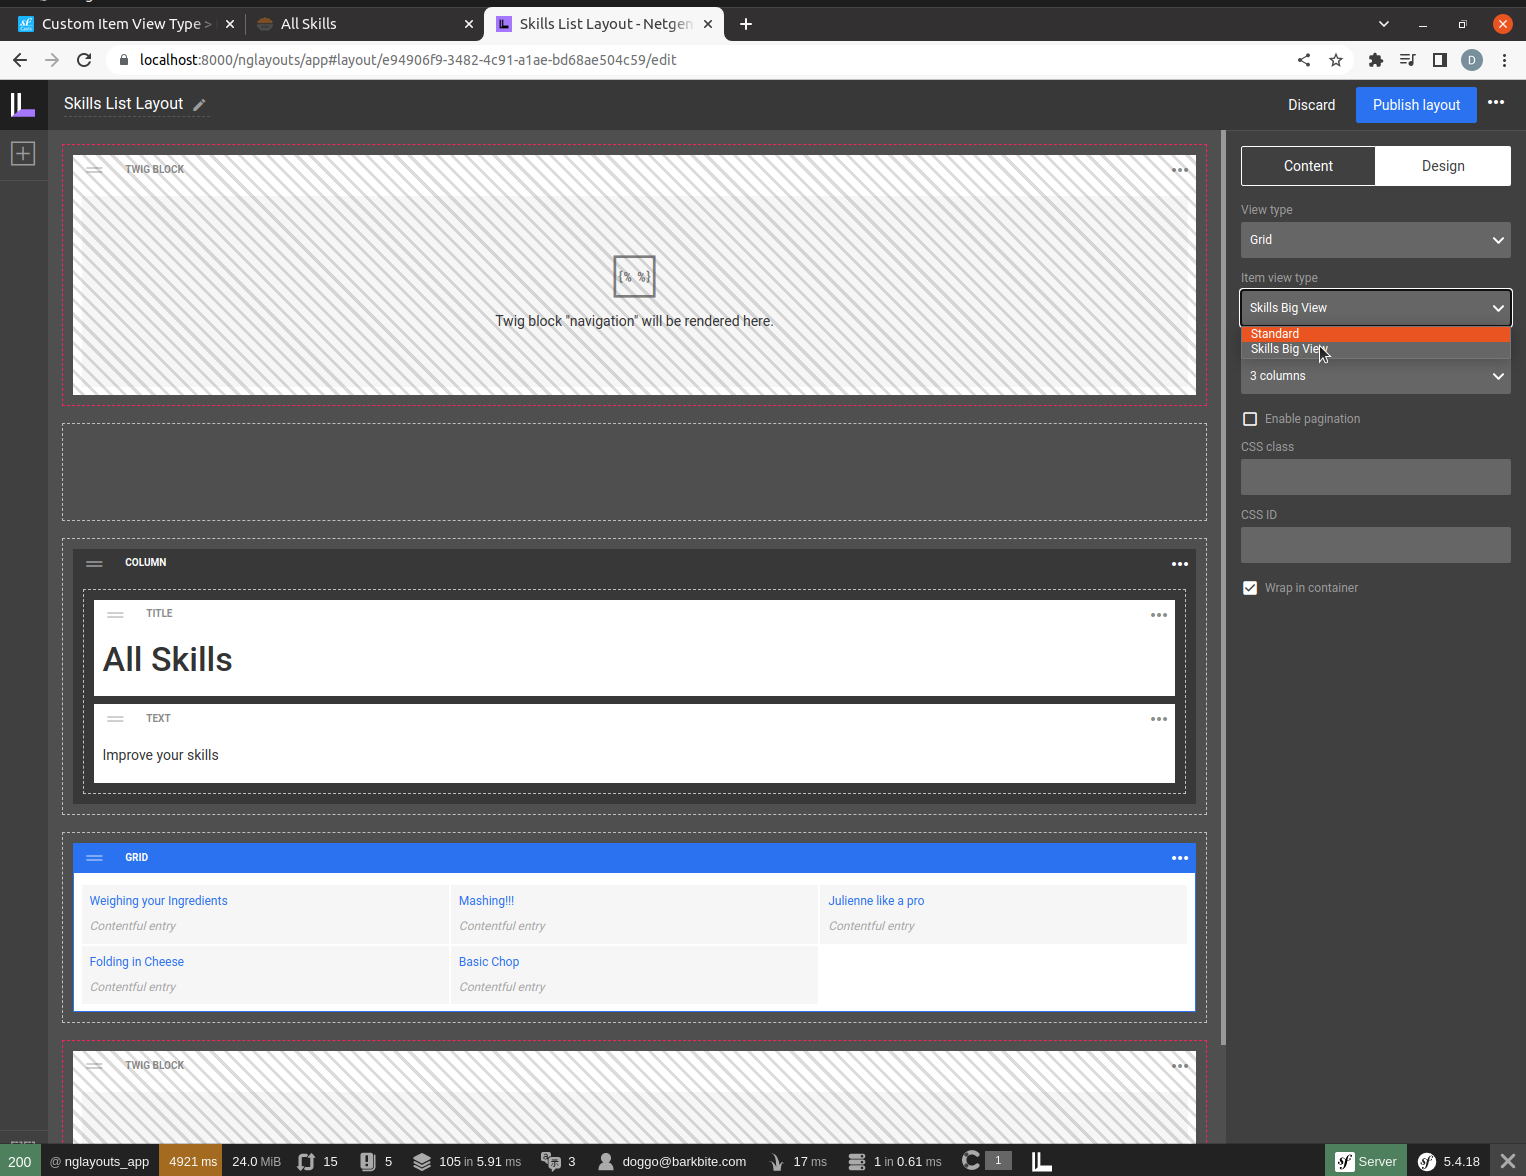 Custom Item View Type >
All Skills
Skills List Layout - Netgen
localhost:8000/nglayouts/app#layout/e94906f9-3482-4c91-a1ae-bd68ae504c59/edit
D
Skills List Layout
Discard
Publish layout
TWIG BLOCK
{% %}
Twig block "navigation" will be rendered here.
COLUMN
TITLE
All Skills
TEXT
Improve your skills
GRID
Weighing your Ingredients
Contentful entry
Mashing!!!
Contentful entry
Julienne like a pro
Contentful entry
Folding in Cheese
Contentful entry
Basic Chop
Contentful entry
TWIG BLOCK
Content
Design
View type
Grid
Item view type
Skills Big View
Standard
Skills Big View
3 columns
Enable pagination
CSS class
CSS ID
Wrap in container
200 @ nglayouts_app 4921 ms 24.0 MiB 15 5 105 in 5.91 ms 3 doggo@barkbite.com 17 ms 1 in 0.61 ms 1 Server 5.4.18